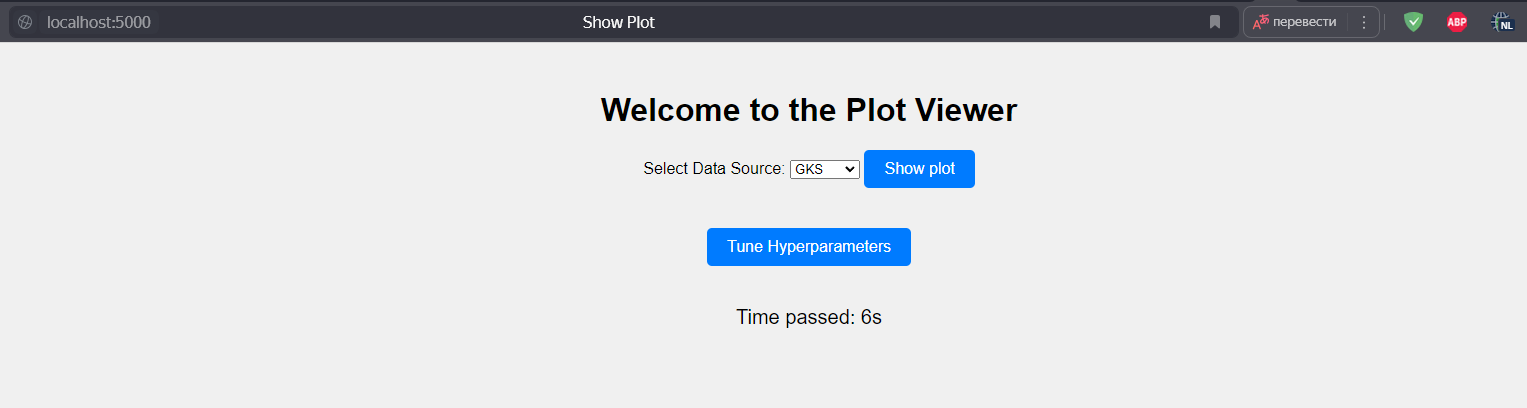 localhost:5000 Show Plot перевести
ABP NL
Welcome to the Plot Viewer
Select Data Source: GKS Show plot
Tune Hyperparameters
Time passed: 6s